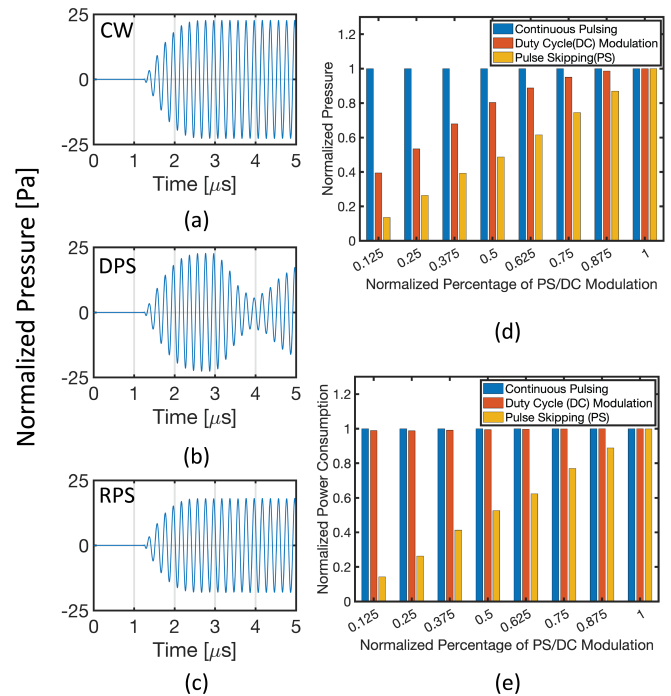 Normalized Pressure [Pa]
CW
25
0
-25
0 1 2 3 4 5
Time [μs]
(a)
DPS
25
0
-25
0 1 2 3 4 5
Time [μs]
(b)
RPS
25
0
-25
0 1 2 3 4 5
Time [μs]
(c)
Continuous Pulsing
Duty Cycle(DC) Modulation
Pulse Skipping(PS)
Normalized Pressure
1.2
1
0.8
0.6
0.4
0.2
0
0.125 0.25 0.375 0.5 0.625 0.75 0.875 1
Normalized Percentage of PS/DC Modulation
(d)
Continuous Pulsing
Duty Cycle (DC) Modulation
Pulse Skipping (PS)
Normalized Power Consumption
1.2
1
0.8
0.6
0.4
0.2
0
0.125 0.25 0.375 0.5 0.625 0.75 0.875 1
Normalized Percentage of PS/DC Modulation
(e)